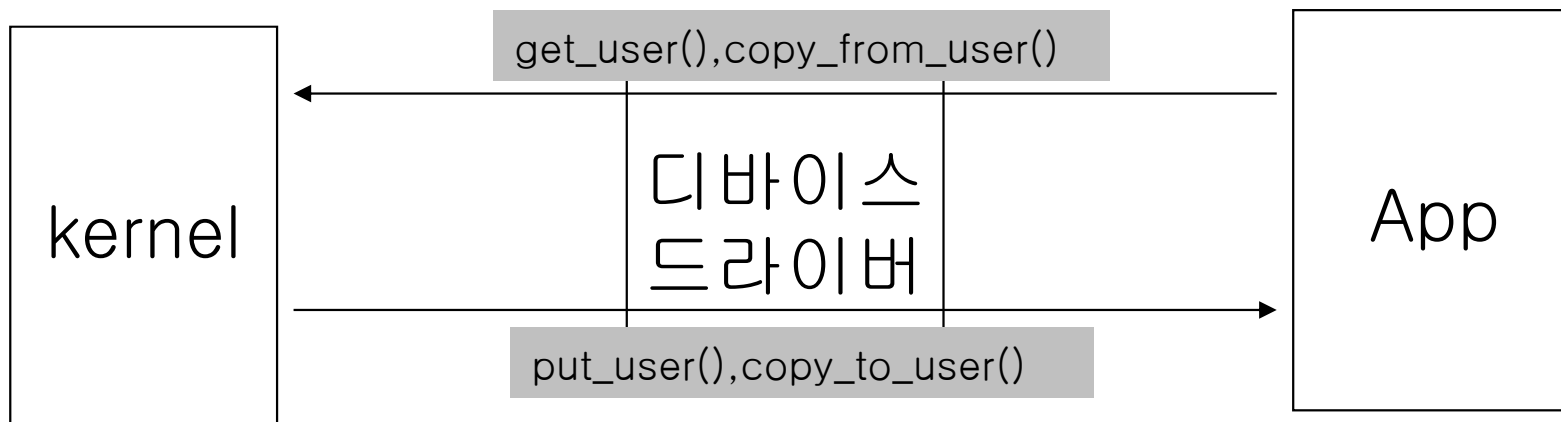 get_user(),copy_from_user()
kernel
디바이스
드라이버
App
put_user(),copy_to_user()